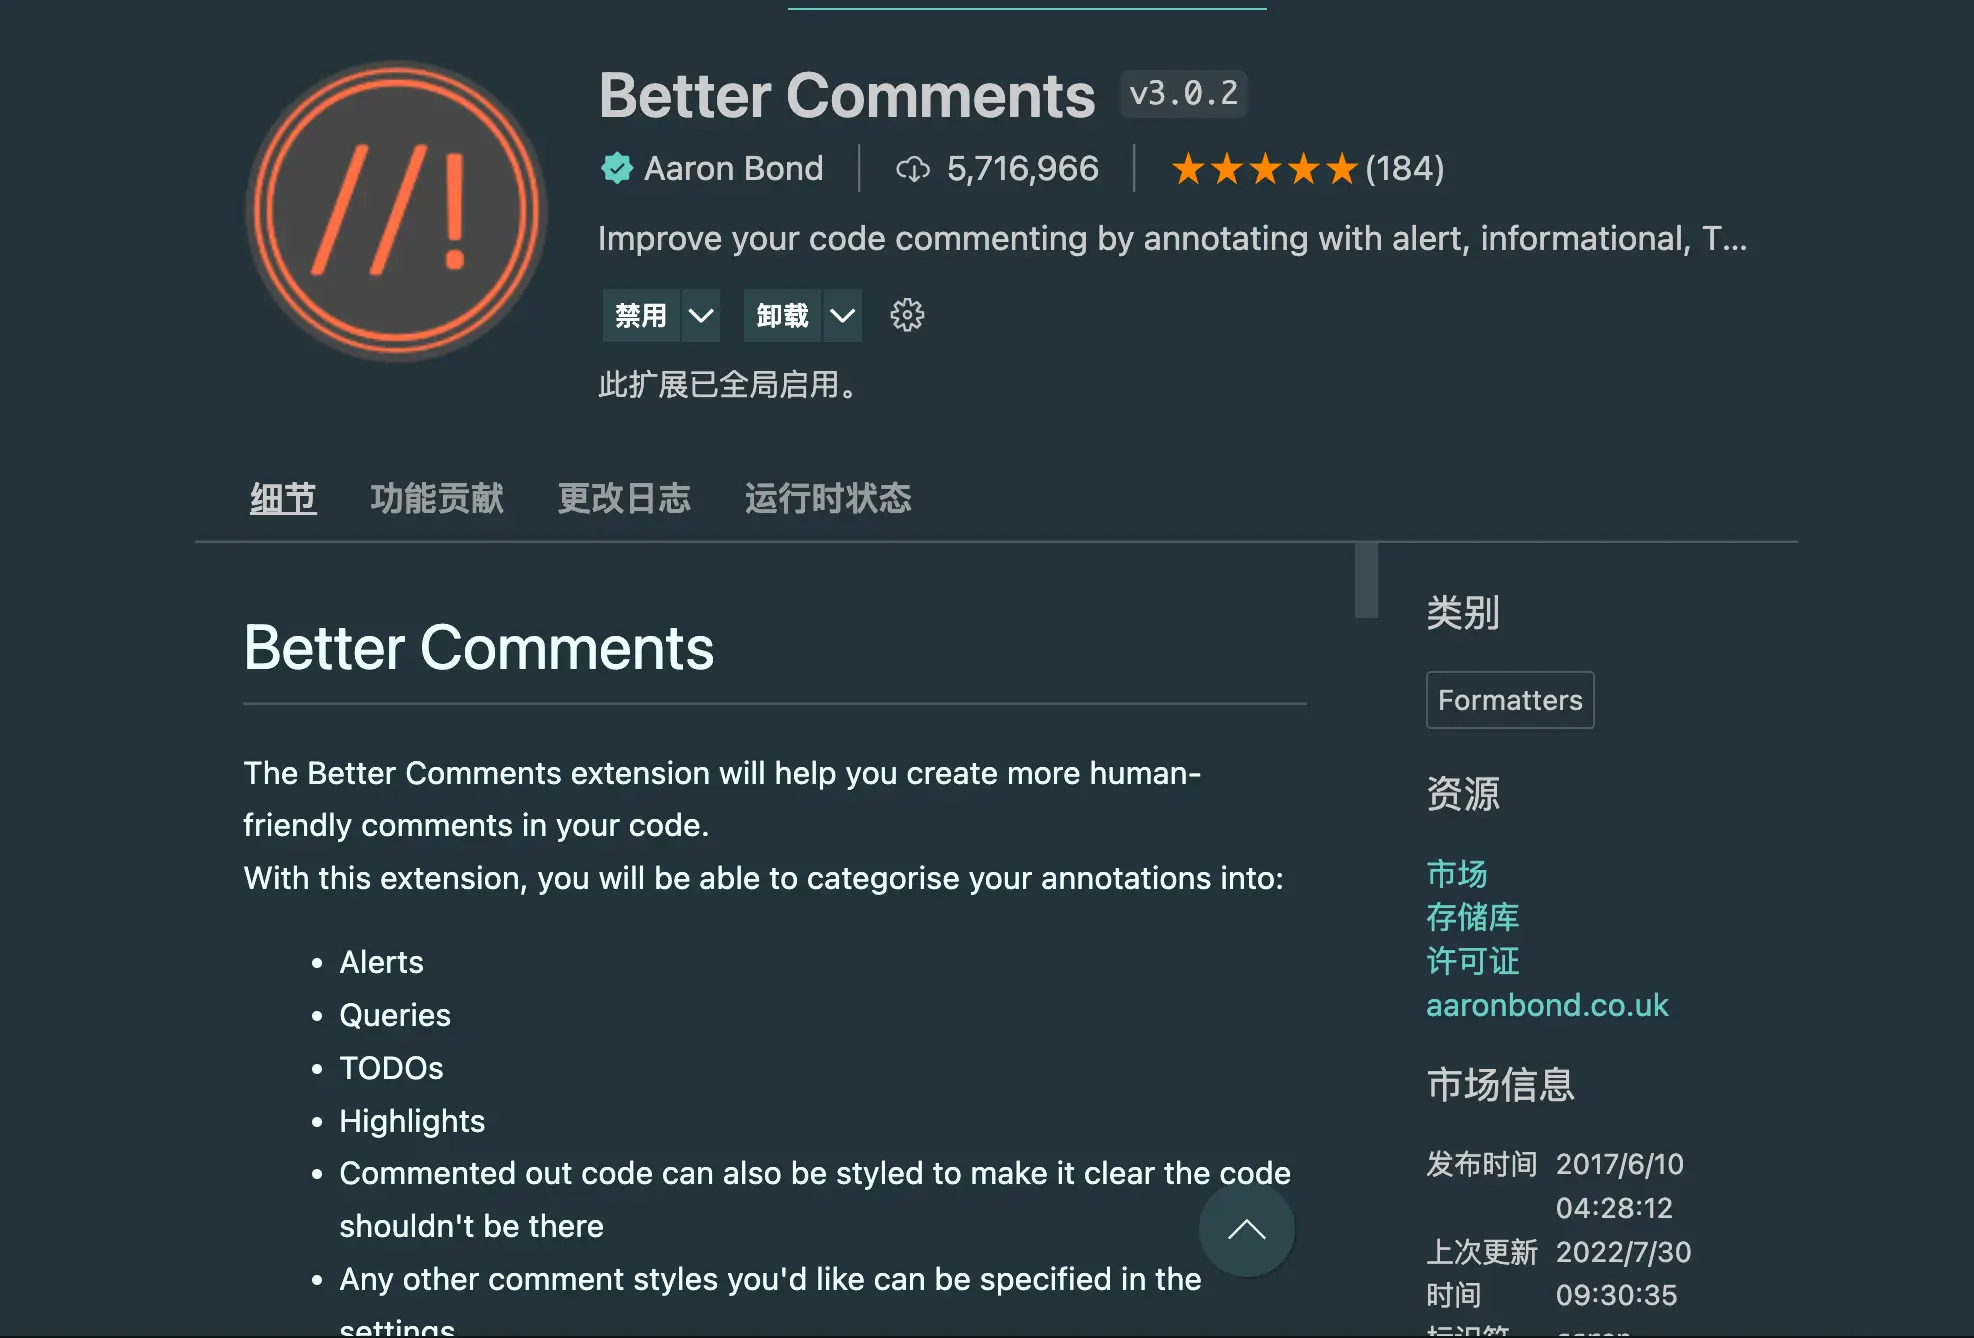 //!
Better Comments v3.0.2
Aaron Bond 5,716,966 ★★★★★(184)
Improve your code commenting by annotating with alert, informational, T...
禁用 卸载
此扩展已全局启用。
细节 功能贡献 更改日志 运行时状态
Better Comments
The Better Comments extension will help you create more human-
friendly comments in your code.
With this extension, you will be able to categorise your annotations into:
• Alerts
• Queries
• TODOs
• Highlights
• Commented out code can also be styled to make it clear the code
shouldn't be there
• Any other comment styles you'd like can be specified in the
settings
类别
Formatters
资源
市场
存储库
许可证
aaronbond.co.uk
市场信息
发布时间 2017/6/10
04:28:12
上次更新 2022/7/30
时间 09:30:35